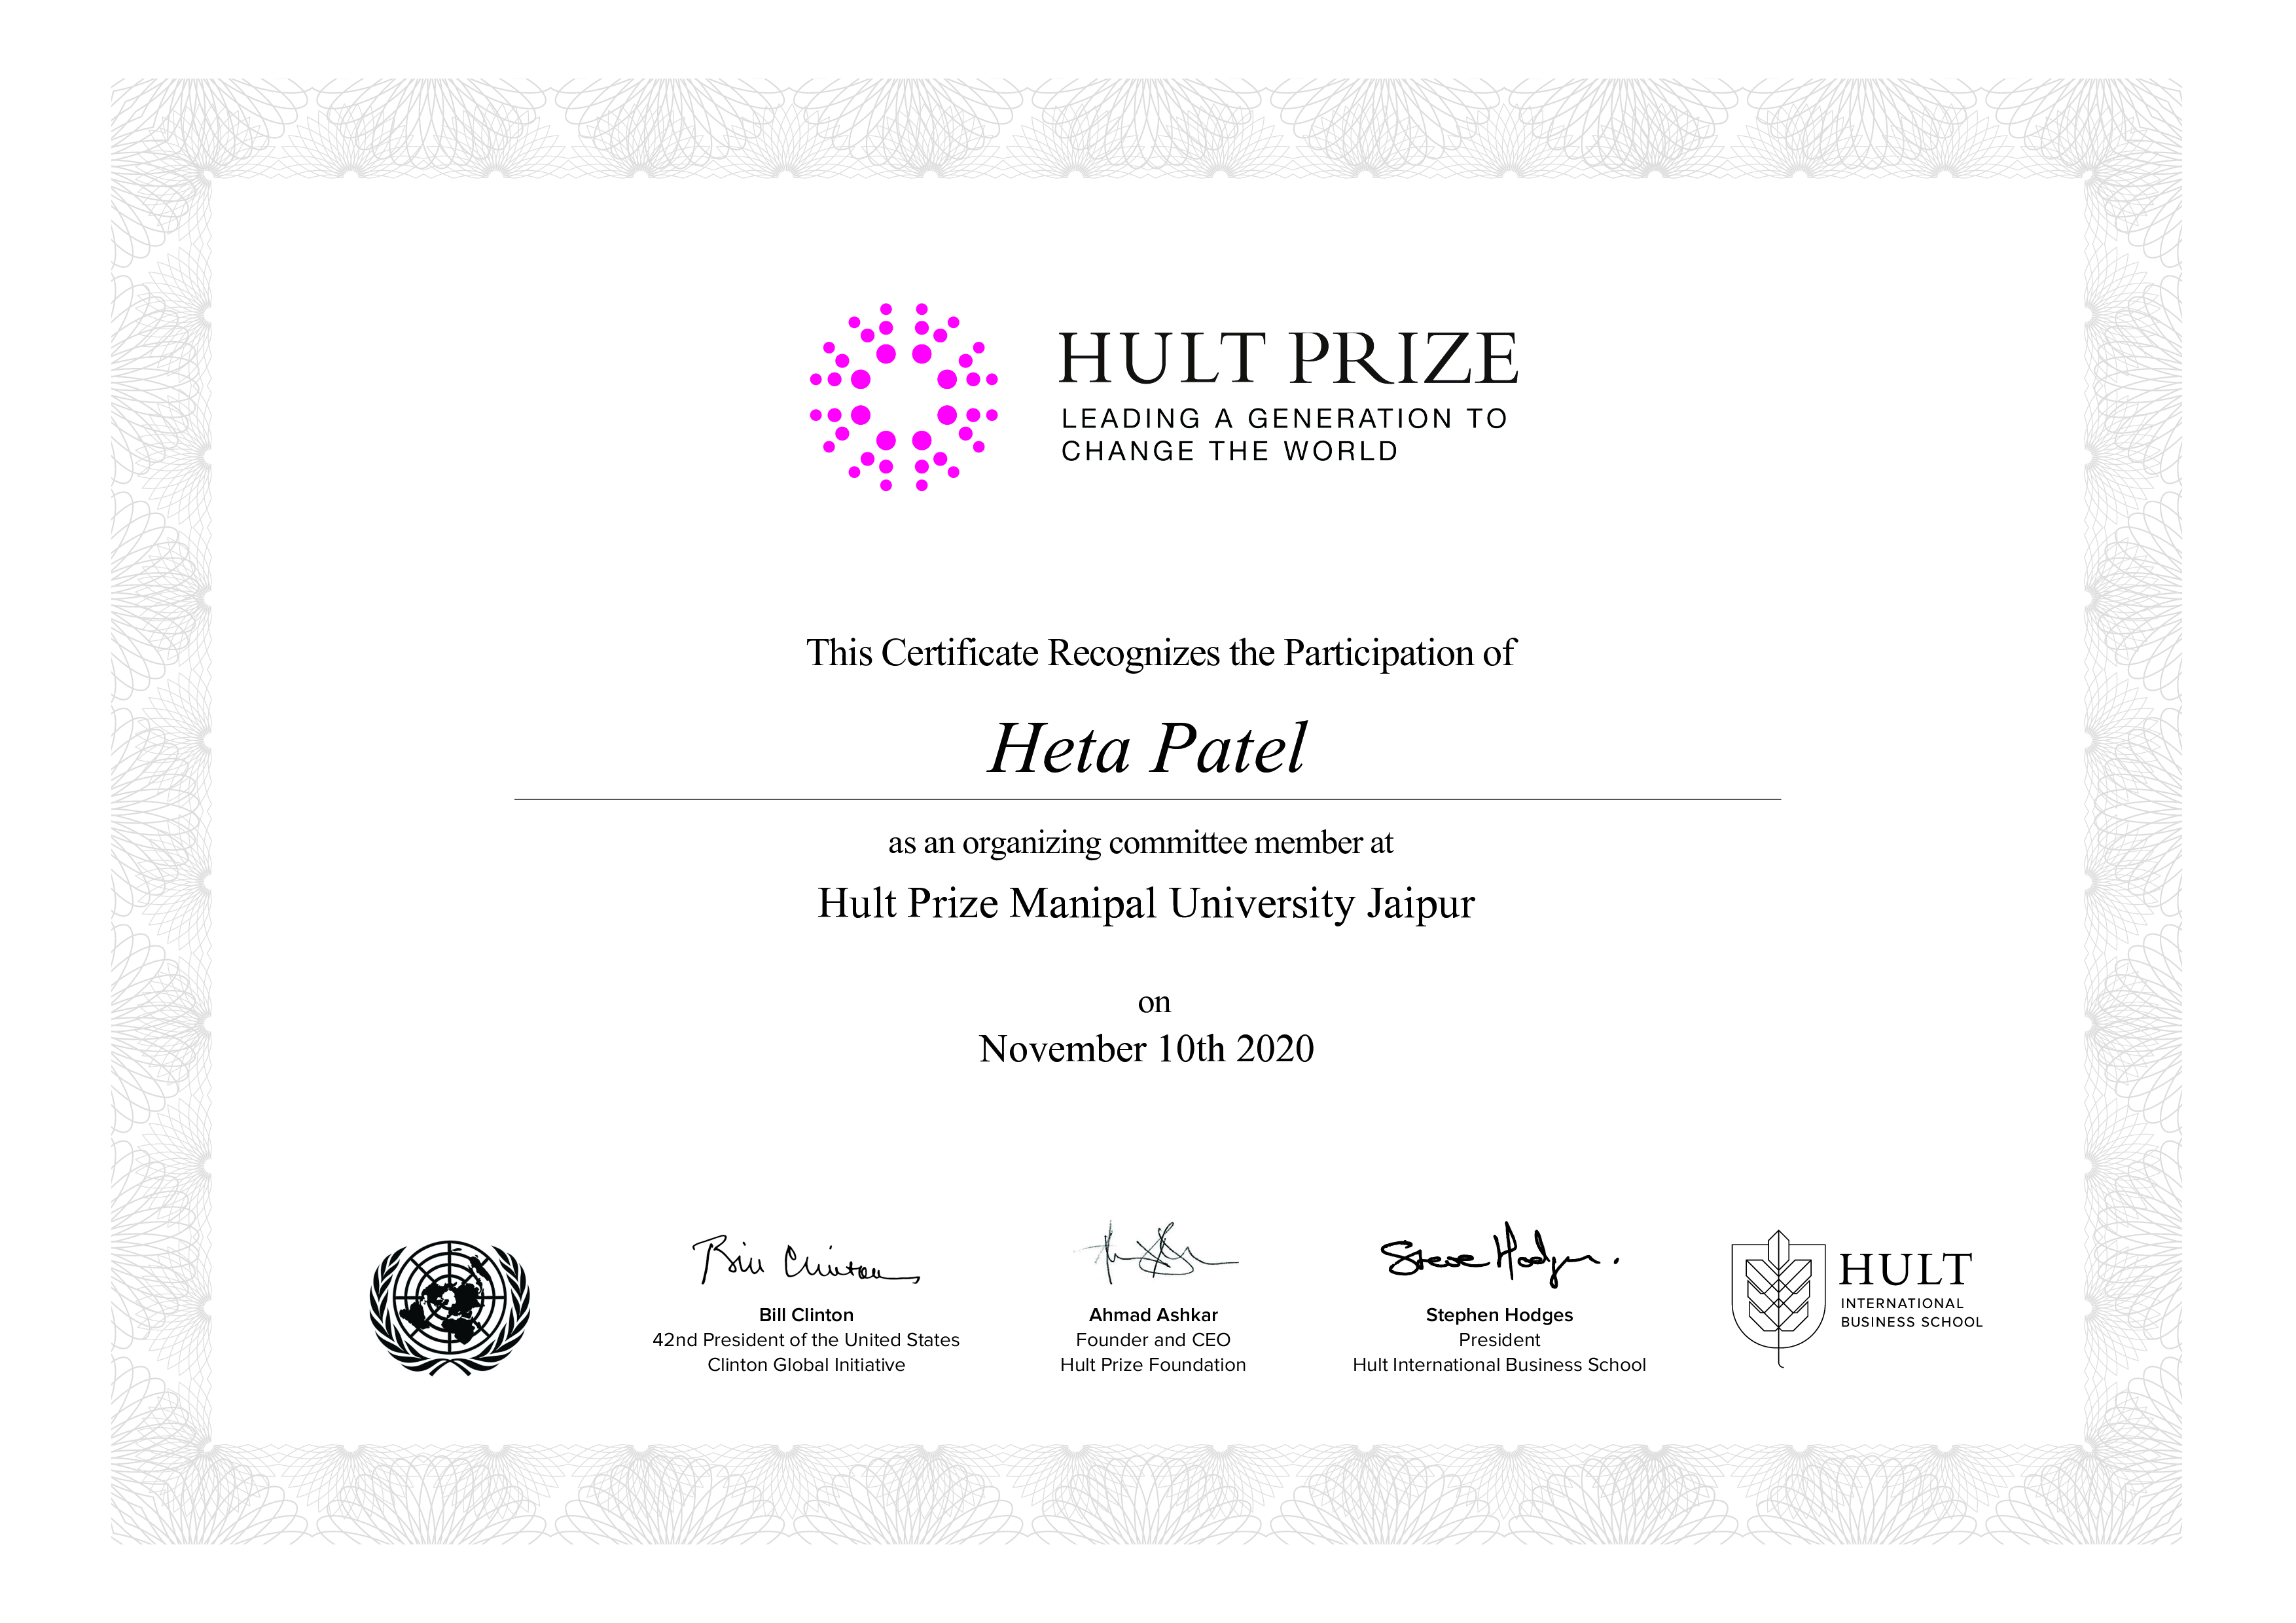 HULT PRIZE
LEADING A GENERATION TO
CHANGE THE WORLD
This Certificate Recognizes the Participation of
Heta Patel
as an organizing committee member at
Hult Prize Manipal University Jaipur
on
November 10th 2020
Bill Clinton
Steve Hodges.
Bill Clinton
42nd President of the United States
Clinton Global Initiative
Ahmad Ashkar
Founder and CEO
Hult Prize Foundation
Stephen Hodges
President
Hult International Business School
HULT
INTERNATIONAL
BUSINESS SCHOOL